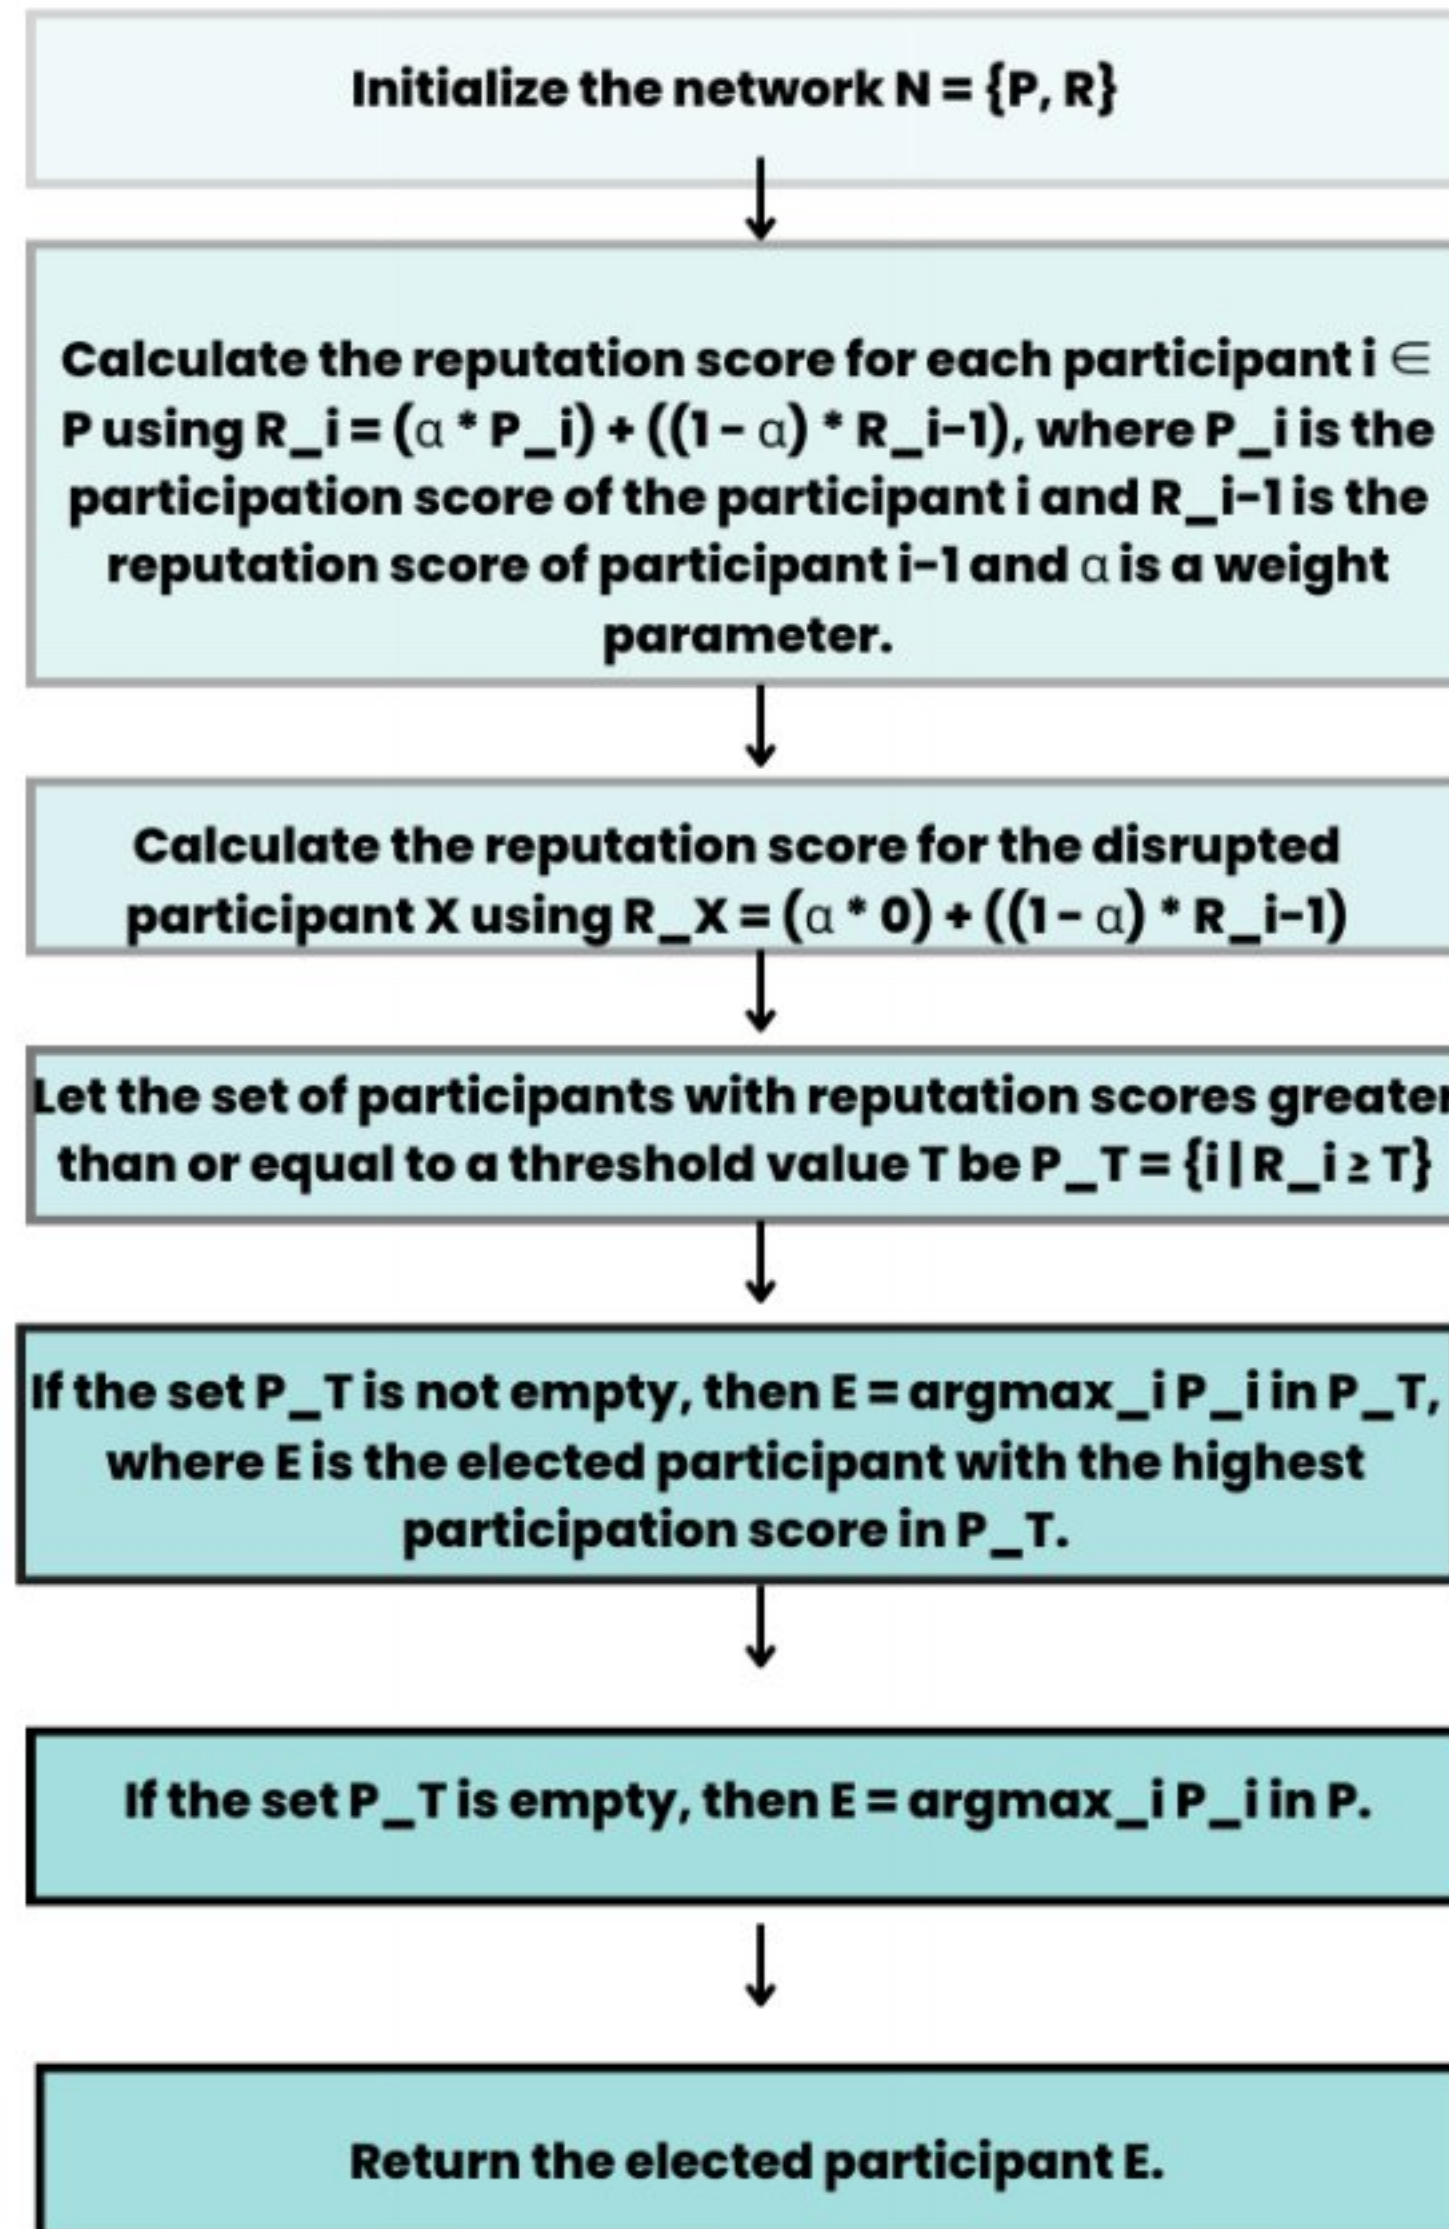 Initialize the network N = {P, R}
Calculate the reputation score for each participant i ∈
P using R_i = (α * P_i) + ((1 - α) * R_i-1), where P_i is the
participation score of the participant i and R_i-1 is the
reputation score of participant i-1 and α is a weight
parameter.
Calculate the reputation score for the disrupted
participant X using R_X = (α * 0) + ((1 - α) * R_i-1)
Let the set of participants with reputation scores greater
than or equal to a threshold value T be P_T = {i | R_i ≥ T}
If the set P_T is not empty, then E = argmax_i P_i in P_T,
where E is the elected participant with the highest
participation score in P_T.
If the set P_T is empty, then E = argmax_i P_i in P.
Return the elected participant E.